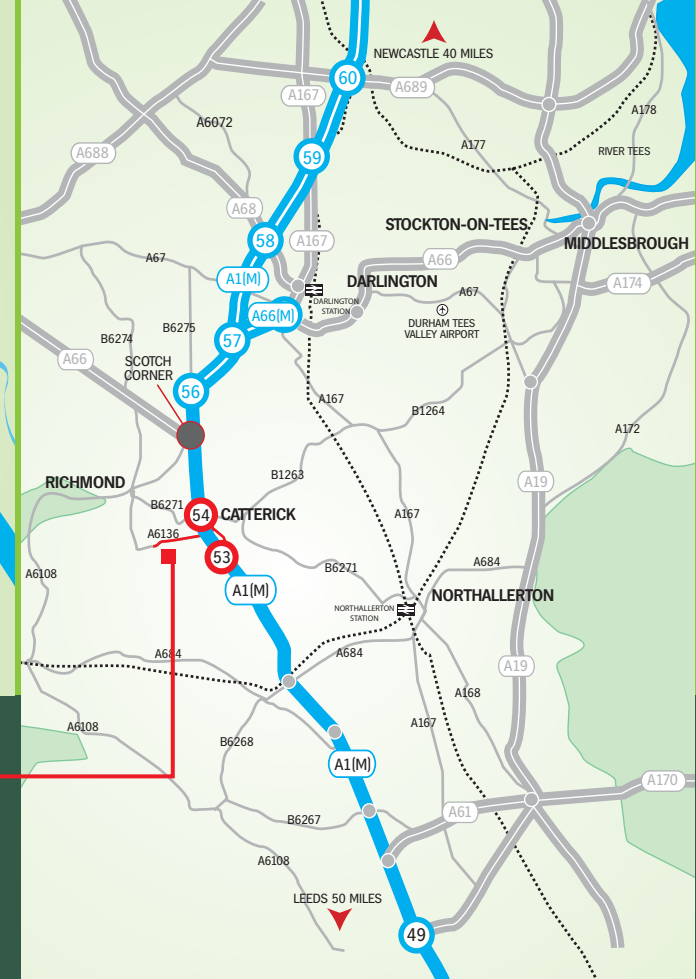 NEWCASTLE 40 MILES
60
A167
A689
A178
A6072
A177
RIVER TEES
A688
59
A68
STOCKTON-ON-TEES
58
A167
MIDDLESBROUGH
A67
A66
A1(M)
DARLINGTON
A174
A67
DARLINGTON
STATION
A66(M)
DURHAM TEES
VALLEY AIRPORT
B6275
B6274
57
A66
SCOTCH
CORNER
56
A167
B1264
A172
B1263
A19
RICHMOND
B6271
54
CATTERICK
A167
A6136
53
A684
B6271
A6108
A1(M)
NORTHALLERTON
NORTHALLERTON
STATION
A684
A684
A19
A168
A6108
A167
B6268
A1(M)
A170
A61
B6267
A6108
LEEDS 50 MILES
49